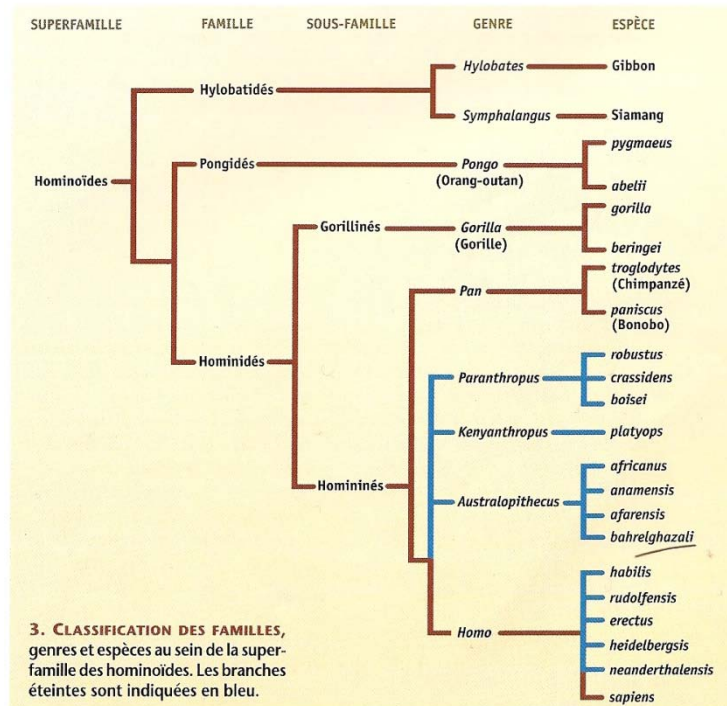 SUPERFAMILLE FAMILLE SOUS-FAMILLE GENRE ESPÈCE
Hylobates Gibbon
Hylobatidés
Symphalangus Siamang
pygmaeus
Hominoïdes Pongidés Pongo
(Orang-outan)
abelii
gorilla
Gorillinés Gorilla
(Gorille)
beringei
troglodytes
(Chimpanzé)
Pan
paniscus
(Bonobo)
Hominidés
robustus
Paranthropus crassidens
boisei
Kenyanthropus platyops
africanus
Homininés
anamensis
Australopithecus
afarensis
bahrelghazali
habilis
rudolfensis
Homo erectus
heidelbergsis
neanderthalensis
sapiens
3. CLASSIFICATION DES FAMILLES,
genres et espèces au sein de la super-
famille des hominoïdes. Les branches
éteintes sont indiquées en bleu.